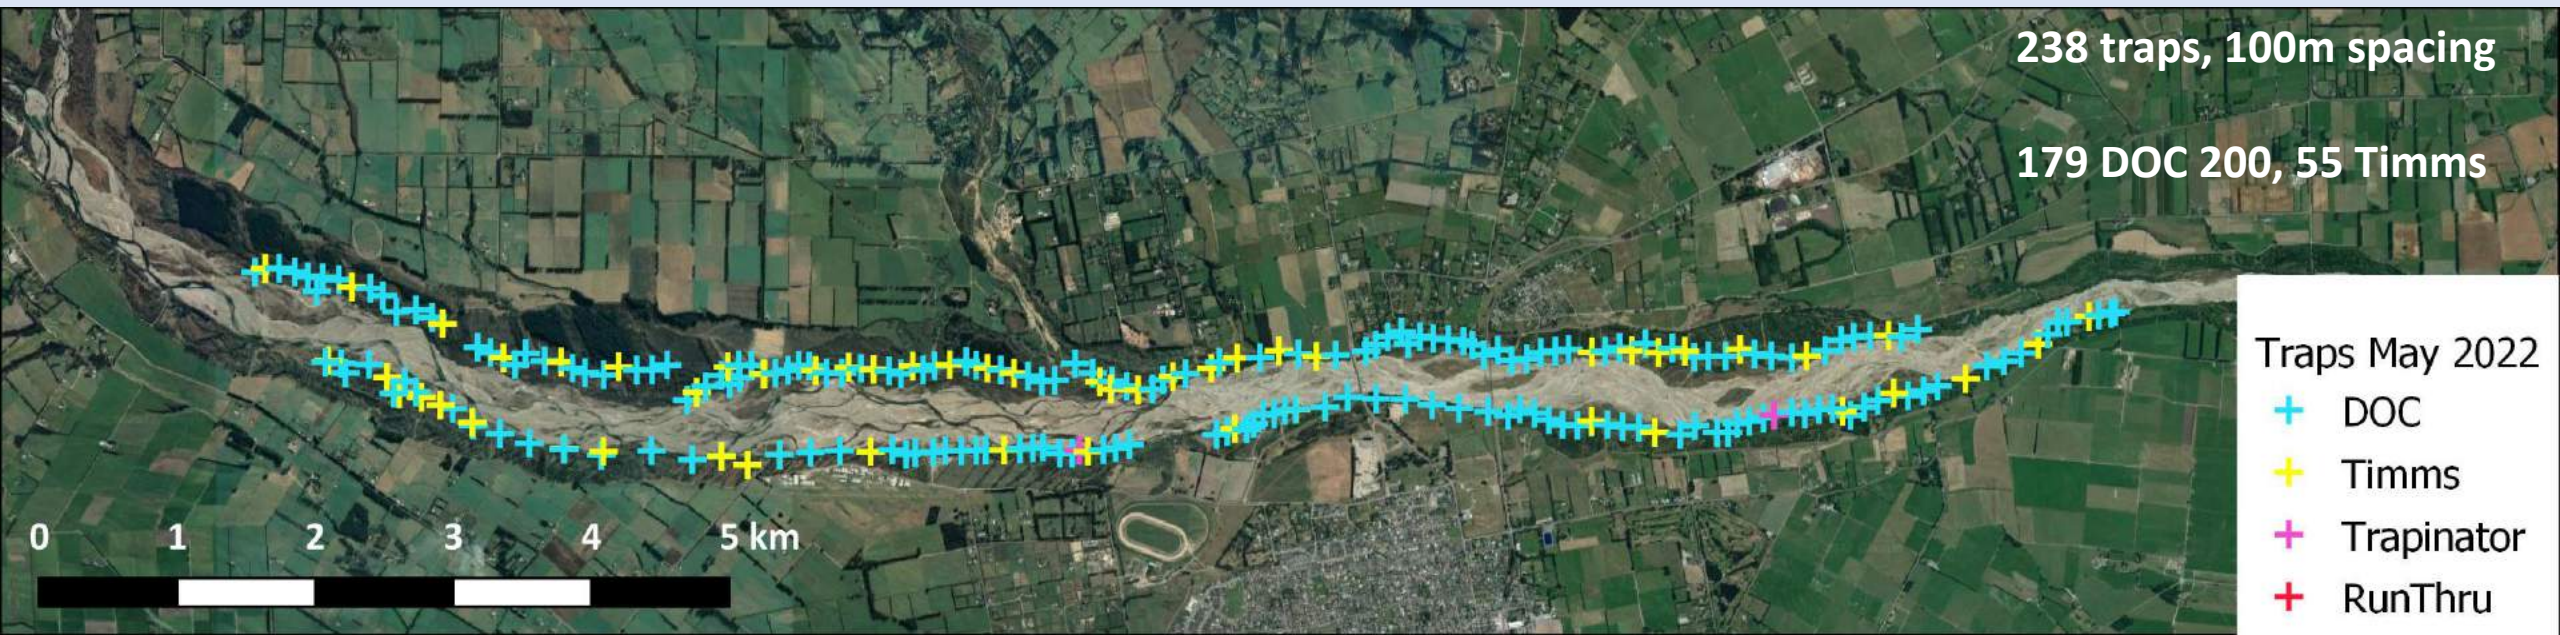 238 traps, 100m spacing
179 DOC 200, 55 Timms
Traps May 2022
DOC
Timms
Trapinator
RunThru
0 1 2 3 4 5 km